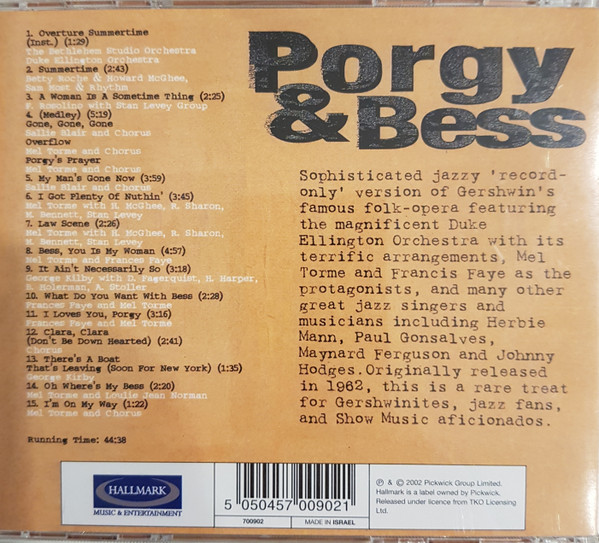 Porgy
& Bess
1. Overture Summertime
(Inst.) (1:29)
The Bethlehem Studio Orchestra
Duke Ellington Orchestra
2. Summertime (2:43)
Betty Roche & Howard McGhee,
Sam Most & Rhythm
3. A Woman Is A Sometime Thing (2:25)
F. Rosolino with Stan Levey Group
4. (Medley) (5:19)
Gone, Gone, Gone
Sallie Blair and Chorus
Overflow
Mel Torme and Chorus
Porgy's Prayer
Mel Torme and Chorus
5. My Man's Gone Now (3:59)
Sallie Blair and Chorus
6. I Got Plenty Of Nuthin' (3:45)
Mel Torme with H. McGhee, R. Sharon,
M. Bennett, Stan Levey
7. Law Scene (2:26)
Mel Torme with H. McGhee, R. Sharon,
M. Bennett, Stan Levey
8. Bess, You Is My Woman (4:57)
Mel Torme and Frances Faye
9. It Ain't Necessarily So (3:18)
George Kirby with D. Fagerquist, H. Harper,
B. Holerman, A. Stoller
10. What Do You Want With Bess (2:28)
Frances Faye and Mel Torme
11. I Loves You, Porgy (3:16)
Frances Faye and Mel Torme
12. Clara, Clara
(Don't Be Down Hearted) (2:41)
Chorus
13. There's A Boat
That's Leaving (Soon For New York) (1:35)
George Kirby
14. Oh Where's My Bess (2:20)
Mel Torme and Loulie Jean Norman
15. I'm On My Way (1:22)
Mel Torme and Chorus
Running Time: 44:38
Sophisticated jazzy 'record-
only' version of Gershwin's
famous folk-opera featuring
the magnificent Duke
Ellington Orchestra with its
terrific arrangements, Mel
Torme and Francis Faye as the
protagonists, and many other
great jazz singers and
musicians including Herbie
Mann, Paul Gonsalves,
Maynard Ferguson and Johnny
Hodges.Originally released
in 1962, this is a rare treat
for Gershwinites, jazz fans,
and Show Music aficionados.
HALLMARK
MUSIC & ENTERTAINMENT
5 050457 009021
700902
MADE IN ISRAEL
℗ & © 2002 Pickwick Group Limited.
Hallmark is a label owned by Pickwick.
Released under licence from TKO Licensing
Ltd.